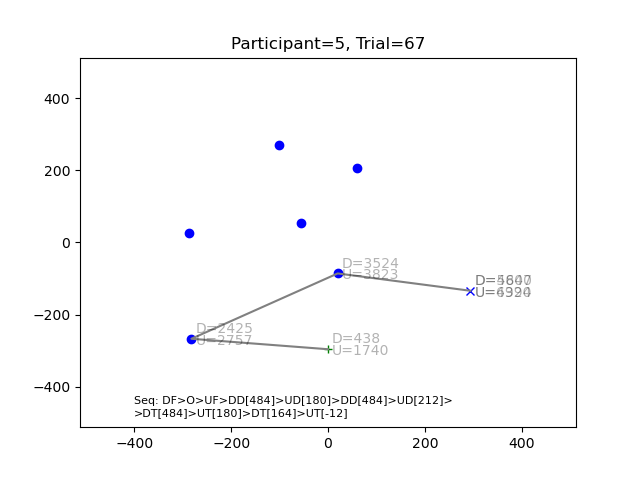 Participant=5, Trial=67
400
200
0
−200
−400
D=3524
U=3823
D=2425
U=2757
D=438
U=1740
Seq: DF>O>UF>DD[484]>UD[180]>DD[484]>UD[212]>
>DT[484]>UT[180]>DT[164]>UT[-12]
−400 −200 0 200 400